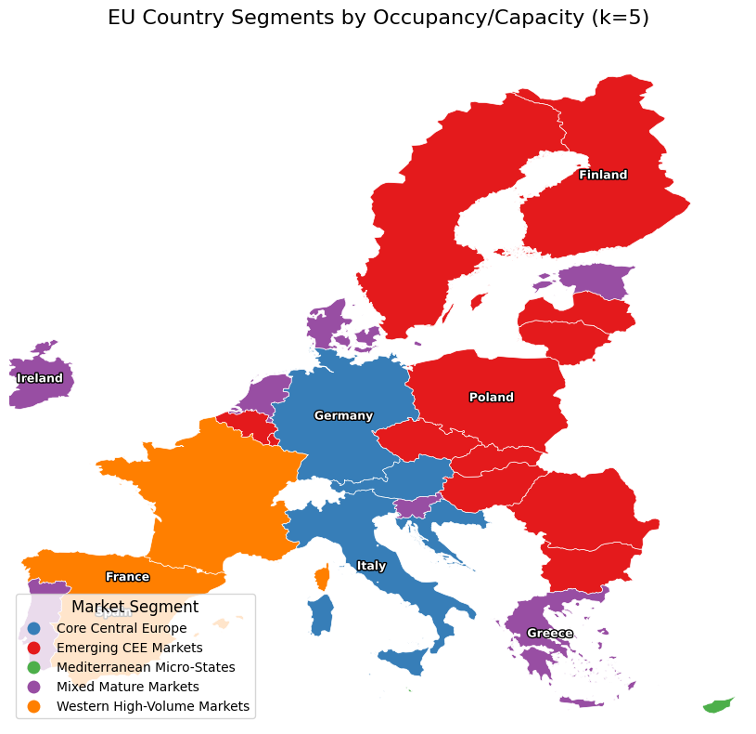 EU Country Segments by Occupancy/Capacity (k=5)
Finland
Ireland
Poland
Germany
Italy
France
Spain
Greece
Market Segment
Core Central Europe
Emerging CEE Markets
Mediterranean Micro-States
Mixed Mature Markets
Western High-Volume Markets